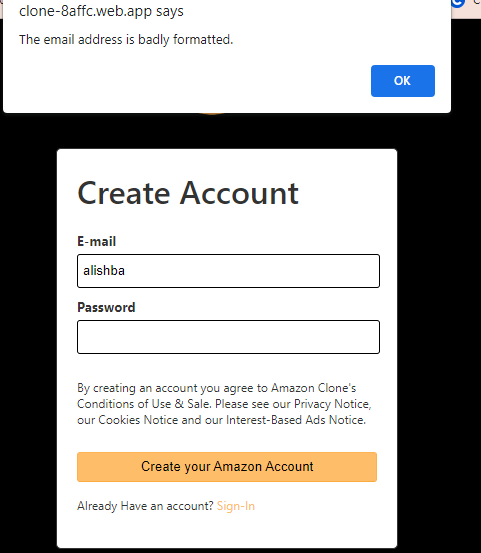 clone-8affc.web.app says
The email address is badly formatted.
OK
Create Account
E-mail
alishba
Password
By creating an account you agree to Amazon Clone's
Conditions of Use & Sale. Please see our Privacy Notice,
our Cookies Notice and our Interest-Based Ads Notice.
Create your Amazon Account
Already Have an account? Sign-In